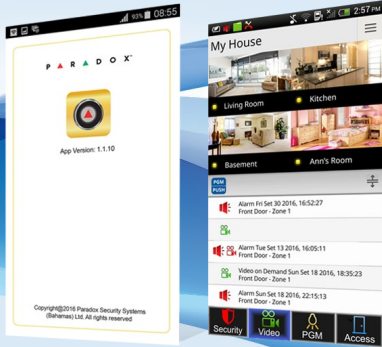 93% 08:55
PARADOX™
App Version: 1.1.10
Copyright@2016 Paradox Security Systems
(Bahamas) Ltd. All rights reserved
2:57 PM
My House
Living Room
Kitchen
Basement
Ann's Room
PGM
PUSH
Alarm Fri Set 30 2016, 16:52:27
Front Door - Zone 1
Alarm Tue Set 13 2016, 16:05:11
Front Door - Zone 1
Video on Demand Sun Set 18 2016, 18:35:23
Front Door - Zone 1
Alarm Sun Set 18 2016, 22:15:13
Front Door - Zone 1
Security
Video
PGM
Access